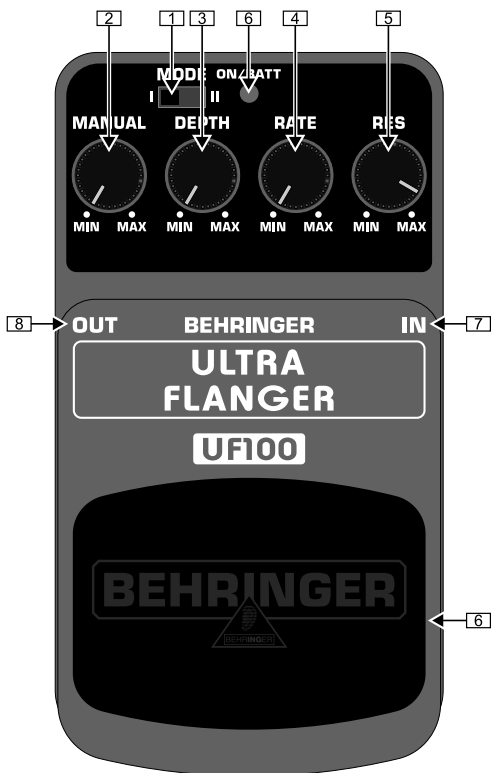 2 1 3 6 4 5
MODE ON/BATT
I II
MANUAL DEPTH RATE RES
MIN MAX MIN MAX MIN MAX MIN MAX
8 OUT BEHRINGER IN 7
ULTRA
FLANGER
UF100
BEHRINGER
BEHRINGER
6